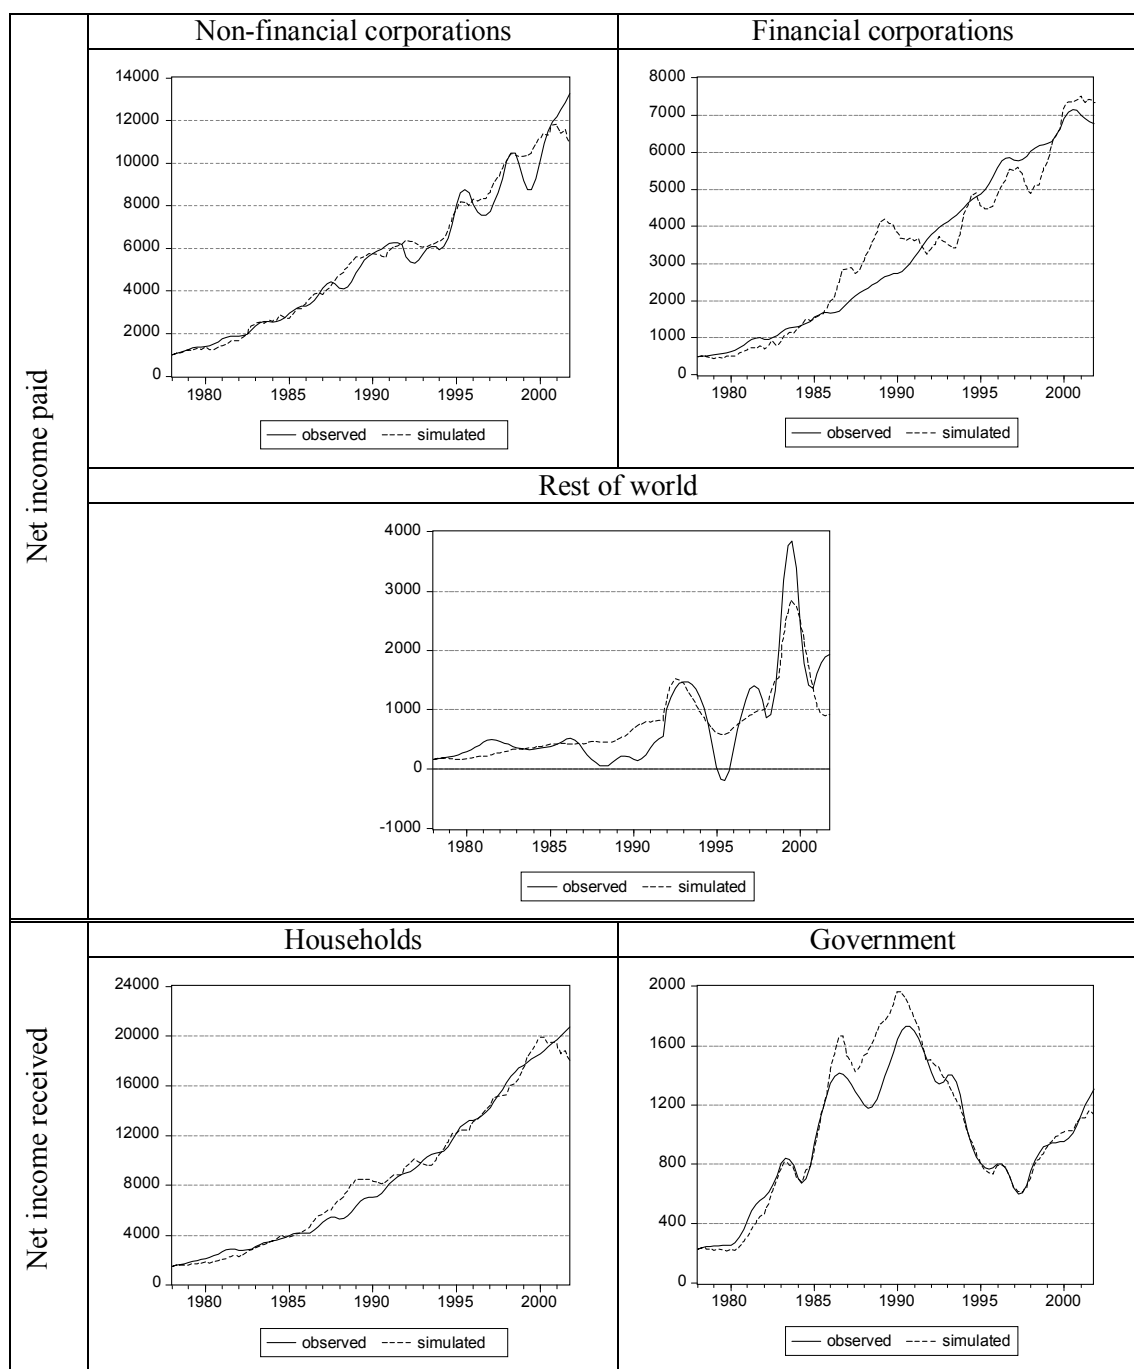 Net income paid
Non-financial corporations
14000
12000
10000
8000
6000
4000
2000
0
1980 1985 1990 1995 2000
observed simulated
Financial corporations
8000
7000
6000
5000
4000
3000
2000
1000
0
1980 1985 1990 1995 2000
observed simulated
Rest of world
4000
3000
2000
1000
0
-1000
1980 1985 1990 1995 2000
observed simulated
Net income received
Households
24000
20000
16000
12000
8000
4000
0
1980 1985 1990 1995 2000
observed simulated
Government
2000
1600
1200
800
400
0
1980 1985 1990 1995 2000
observed simulated